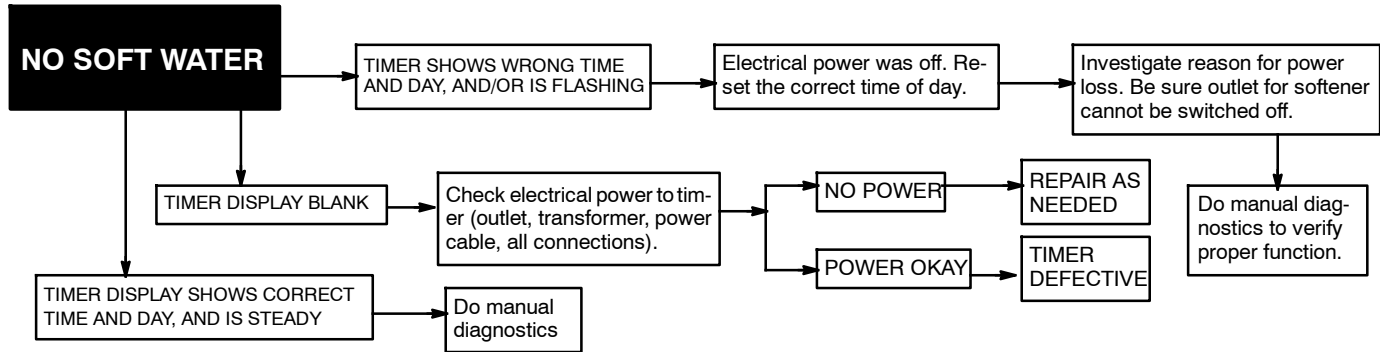 NO SOFT WATER
TIMER SHOWS WRONG TIME
AND DAY, AND/OR IS FLASHING
Electrical power was off. Re-
set the correct time of day.
Investigate reason for power
loss. Be sure outlet for softener
cannot be switched off.
Do manual diag-
nostics to verify
proper function.
TIMER DISPLAY BLANK
Check electrical power to tim-
er (outlet, transformer, power
cable, all connections).
NO POWER
REPAIR AS
NEEDED
POWER OKAY
TIMER
DEFECTIVE
TIMER DISPLAY SHOWS CORRECT
TIME AND DAY, AND IS STEADY
Do manual
diagnostics